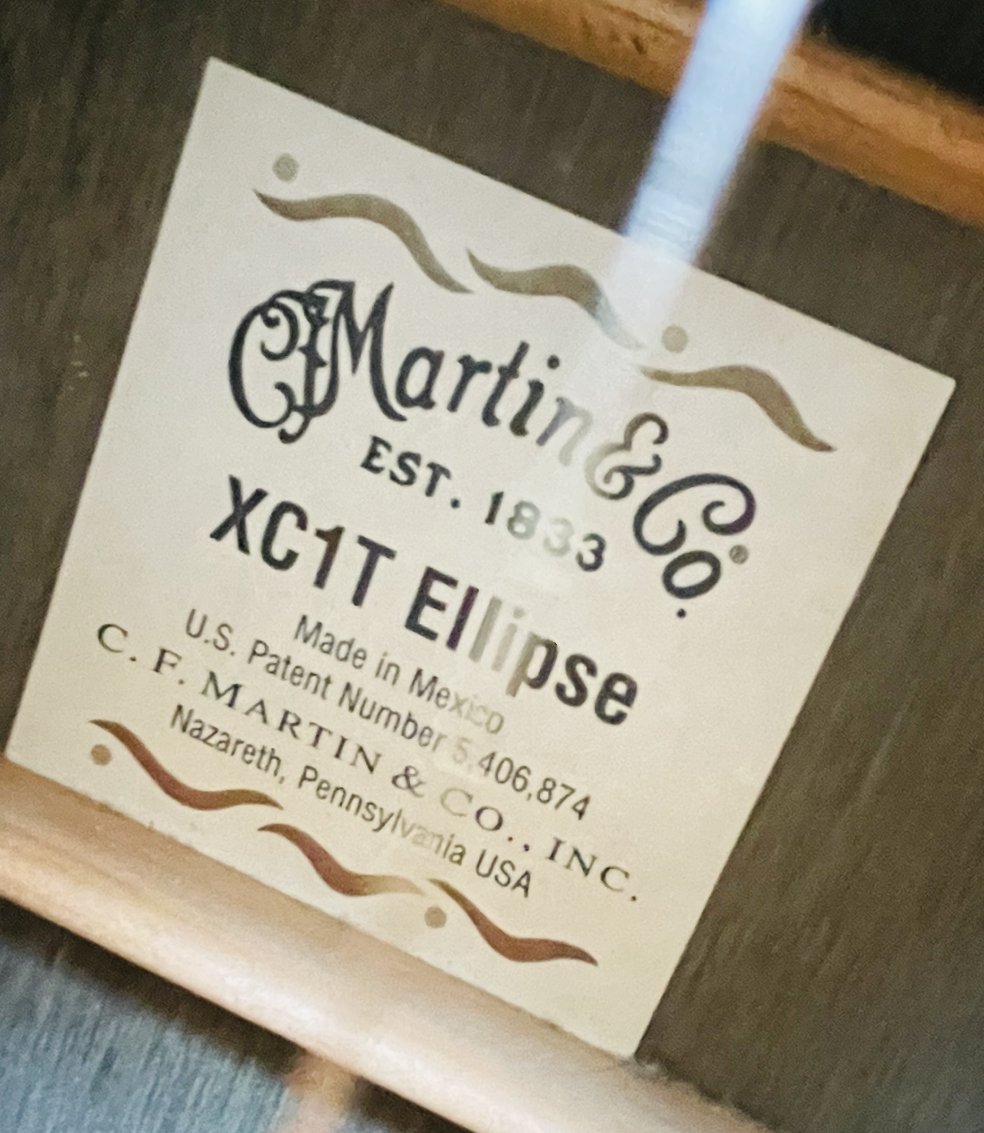 CFMartin & Co.®
EST. 1833
XC1T Ellipse
Made in Mexico
U.S. Patent Number 5,406,874
C. F. MARTIN & CO., INC.
Nazareth, Pennsylvania USA